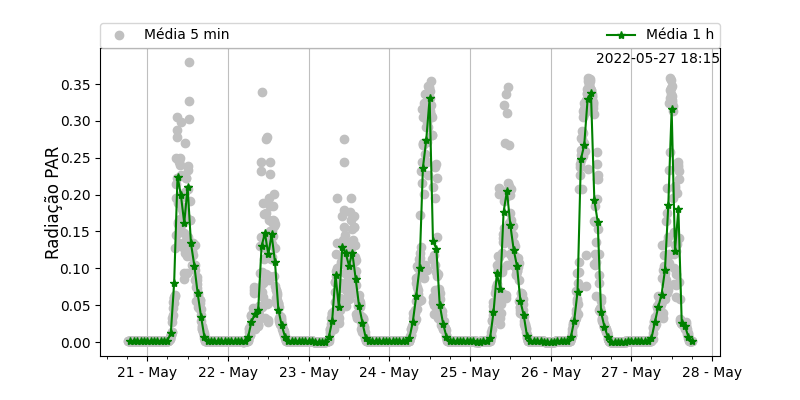 Média 5 min
Média 1 h
2022-05-27 18:15
Radiação PAR
0.35
0.30
0.25
0.20
0.15
0.10
0.05
0.00
21 - May
22 - May
23 - May
24 - May
25 - May
26 - May
27 - May
28 - May